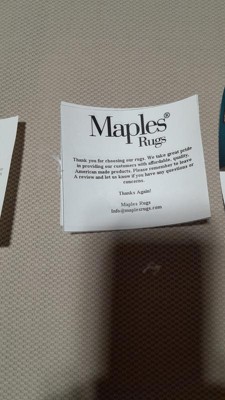 Maples®
Rugs
Thank you for choosing our rugs. We take great pride
in providing our customers with affordable, quality,
American made products. Please remember to leave
A review and let us know if you have any questions or
concerns.
Thanks Again!
Maples Rugs
Info@maplesrugs.com